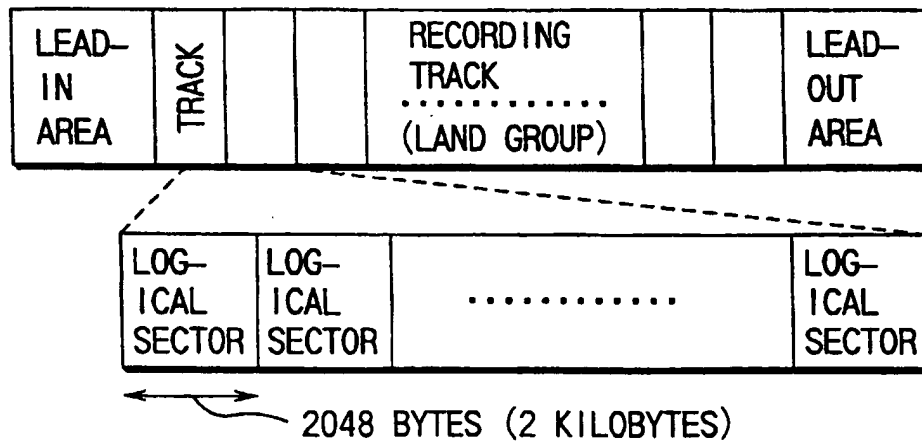 LEAD-
IN
AREA
TRACK
RECORDING
TRACK
..............
(LAND GROUP)
LEAD-
OUT
AREA
LOG-
ICAL
SECTOR
LOG-
ICAL
SECTOR
..............
LOG-
ICAL
SECTOR
2048 BYTES (2 KILOBYTES)